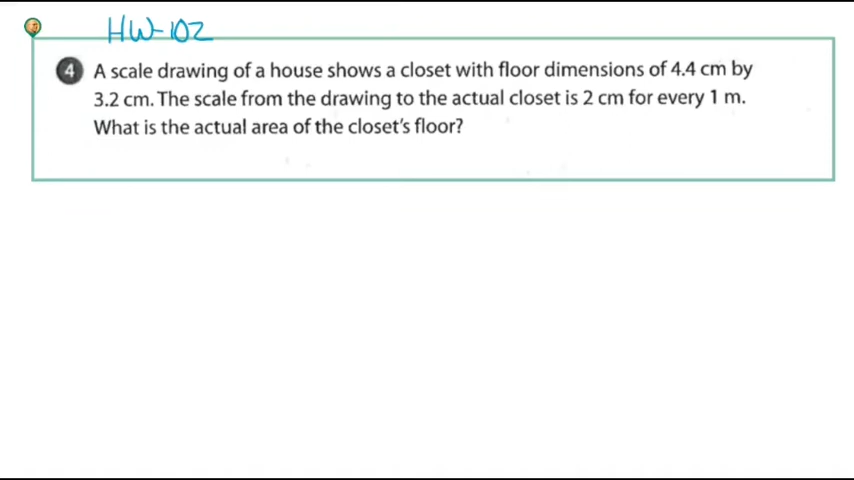 HW-102
4 A scale drawing of a house shows a closet with floor dimensions of 4.4 cm by
3.2 cm. The scale from the drawing to the actual closet is 2 cm for every 1 m.
What is the actual area of the closet's floor?